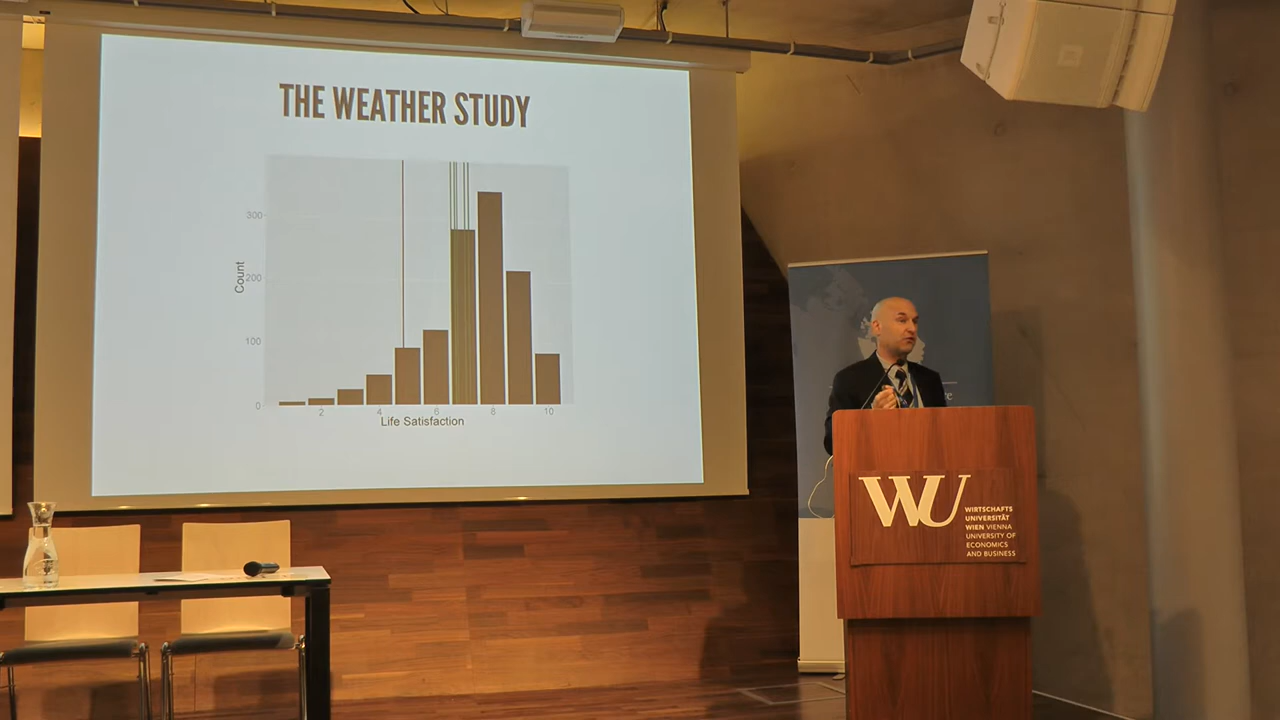 THE WEATHER STUDY
300
200
100
0
Count
2 4 6 8 10
Life Satisfaction
WU
WIRTSCHAFTS
UNIVERSITÄT
WIEN VIENNA
UNIVERSITY OF
ECONOMICS
AND BUSINESS